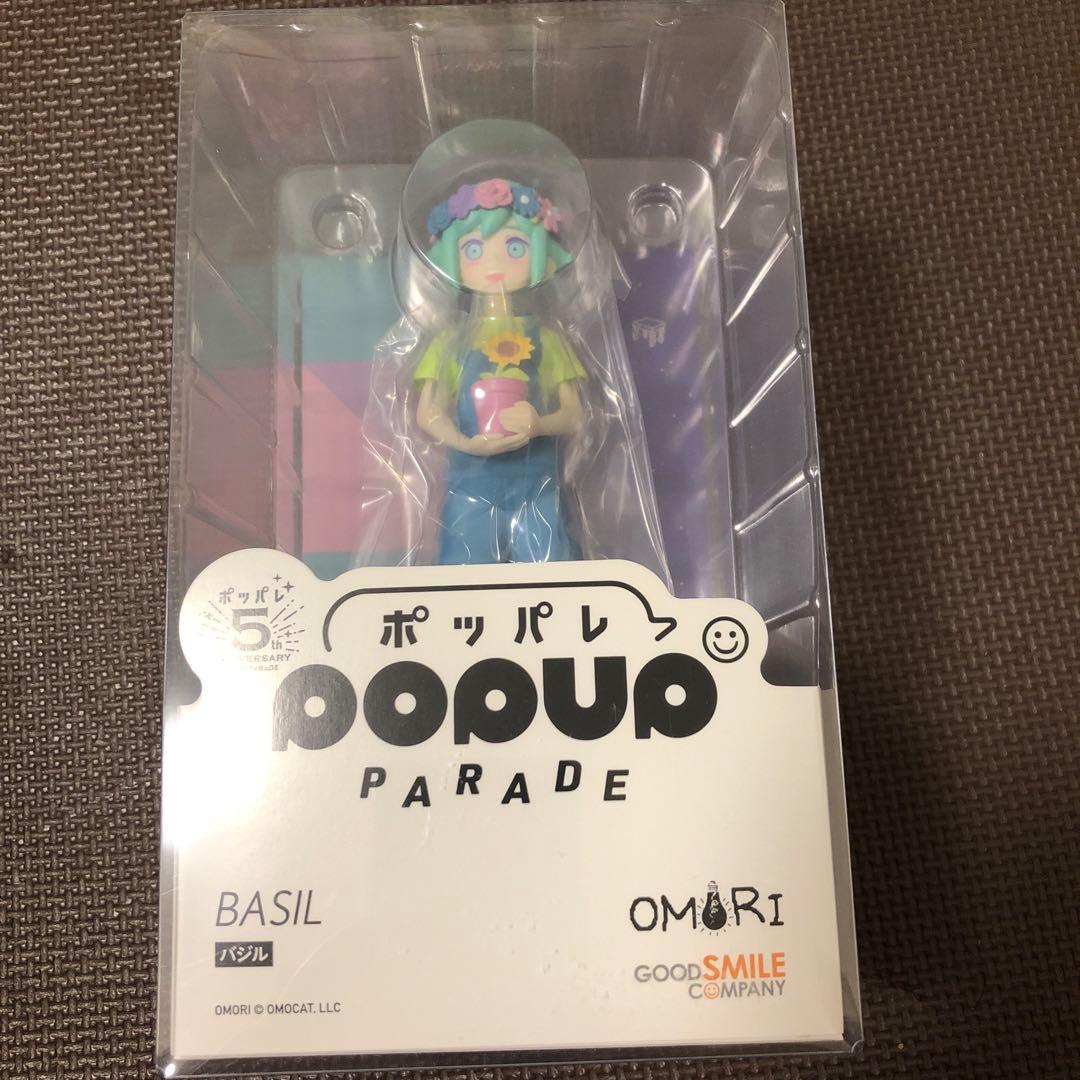 ポッパレ
5th
ANNIVERSARY
ポッパレ
POPUP
PARADE
BASIL
バジル
OMORI © OMOCAT, LLC
OMORI
GOOD SMILE
COMPANY